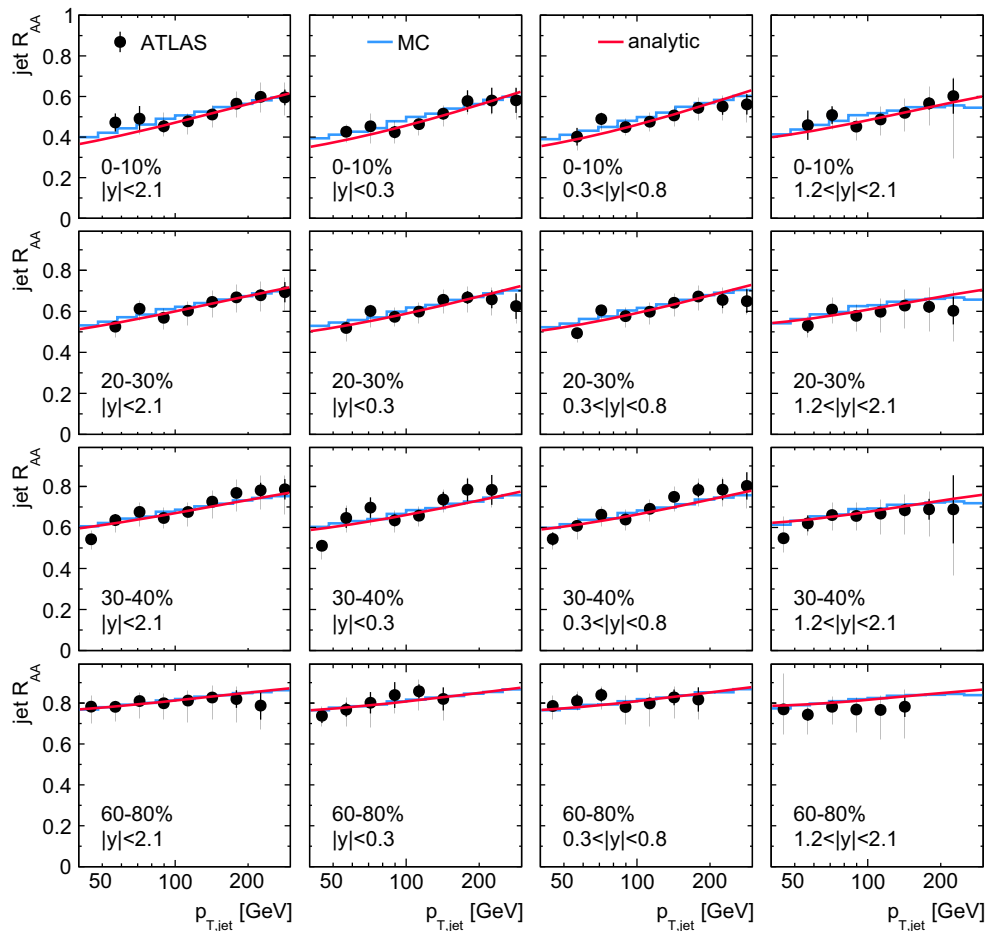 jet R_AA 1 0.8 0.6 0.4 0.2 0
ATLAS MC analytic
0-10% 0-10% 0-10% 0-10%
|y|<2.1 |y|<0.3 0.3<|y|<0.8 1.2<|y|<2.1
jet R_AA 0.8 0.6 0.4 0.2 0
20-30% 20-30% 20-30% 20-30%
|y|<2.1 |y|<0.3 0.3<|y|<0.8 1.2<|y|<2.1
jet R_AA 0.8 0.6 0.4 0.2 0
30-40% 30-40% 30-40% 30-40%
|y|<2.1 |y|<0.3 0.3<|y|<0.8 1.2<|y|<2.1
jet R_AA 0.8 0.6 0.4 0.2 0
60-80% 60-80% 60-80% 60-80%
|y|<2.1 |y|<0.3 0.3<|y|<0.8 1.2<|y|<2.1
50 100 200 50 100 200 50 100 200 50 100 200
p_T,jet [GeV] p_T,jet [GeV] p_T,jet [GeV] p_T,jet [GeV]